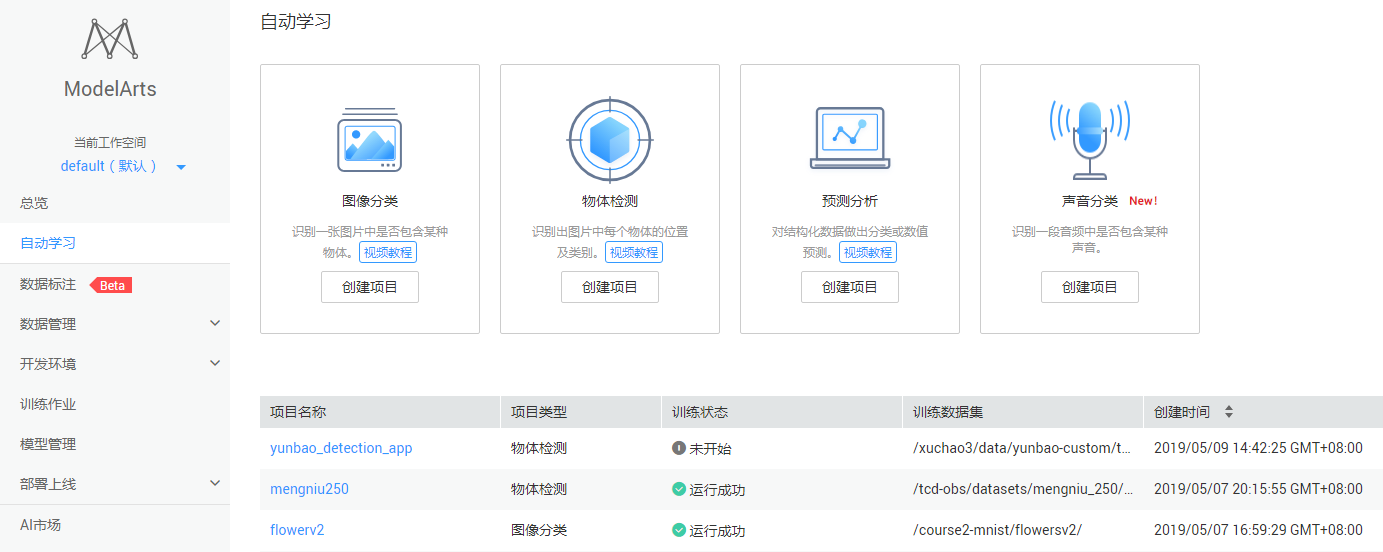 ModelArts
当前工作空间
default（默认）
总览
自动学习
数据标注 Beta
数据管理
开发环境
训练作业
模型管理
部署上线
AI市场
自动学习
图像分类
识别一张图片中是否包含某种
物体。 视频教程
创建项目
物体检测
识别出图片中每个物体的位置
及类别。 视频教程
创建项目
预测分析
对结构化数据做出分类或数值
预测。 视频教程
创建项目
声音分类 New!
识别一段音频中是否包含某种
声音。
创建项目
项目名称 项目类型 训练状态 训练数据集 创建时间
yunbao_detection_app 物体检测 未开始 /xuchao3/data/yunbao-custom/t... 2019/05/09 14:42:25 GMT+08:00
mengniu250 物体检测 运行成功 /tcd-obs/datasets/mengniu_250/... 2019/05/07 20:15:55 GMT+08:00
flowerv2 图像分类 运行成功 /course2-mnist/flowersv2/ 2019/05/07 16:59:29 GMT+08:00